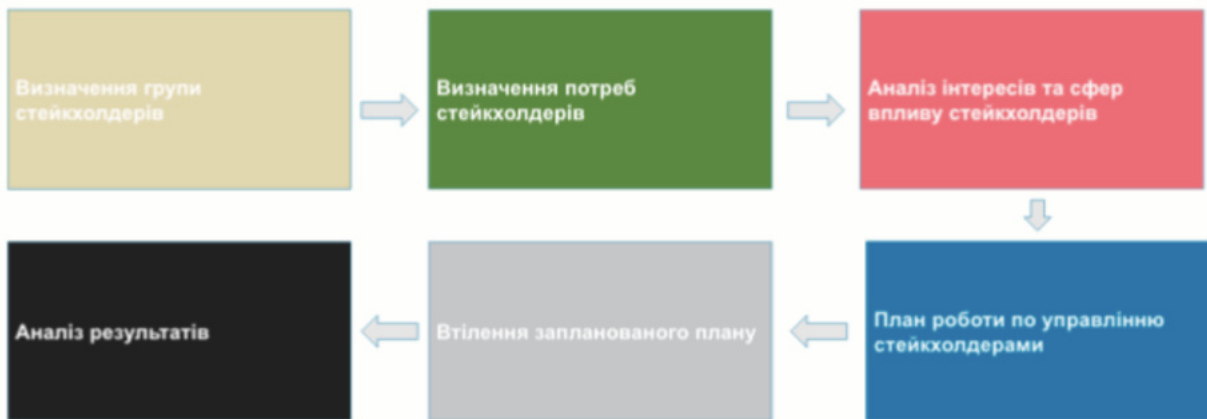 Визначення групи
стейкхолдерів
Визначення потреб
стейкхолдерів
Аналіз інтересів та сфер
впливу стейкхолдерів
План роботи по управлінню
стейкхолдерами
Втілення запланованого плану
Аналіз результатів